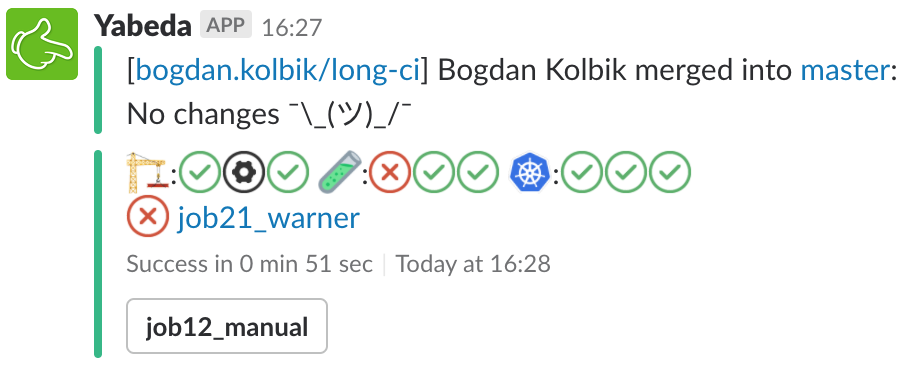 Yabeda APP 16:27
[bogdan.kolbik/long-ci] Bogdan Kolbik merged into master:
No changes ¯\_(ツ)_/¯
: : :
job21_warner
Success in 0 min 51 sec | Today at 16:28
job12_manual